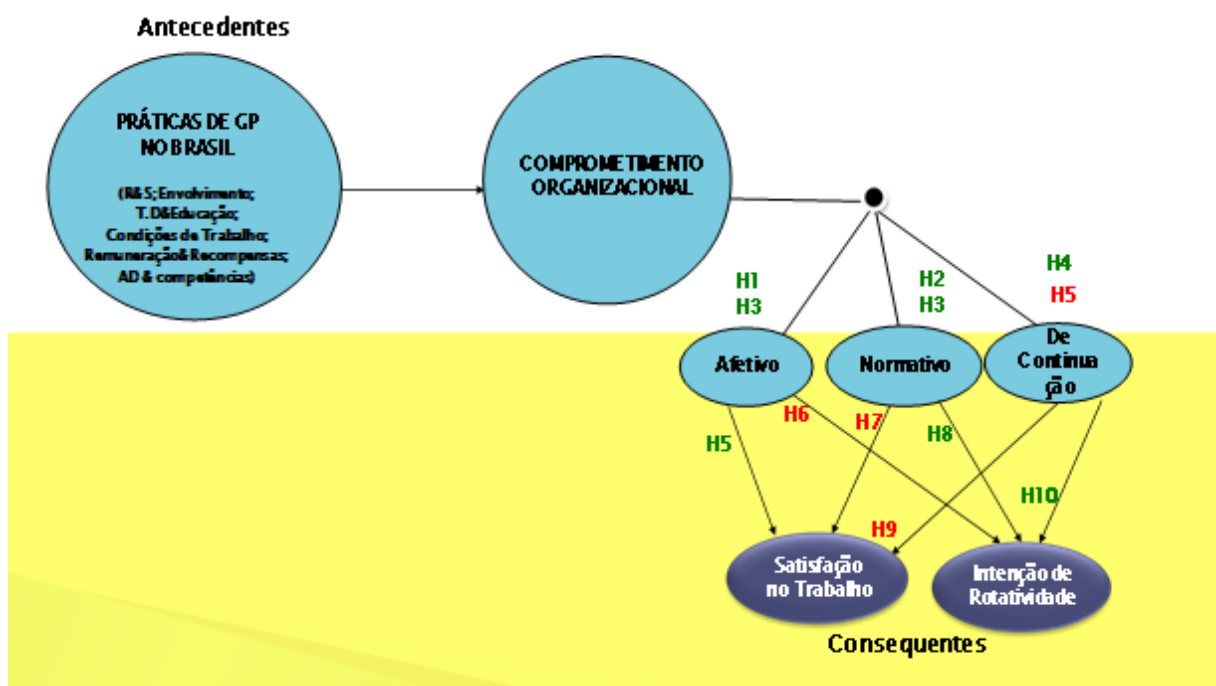 Antecedentes
PRÁTICAS DE GP
NO BRASIL
(R&S; Envolvimento;
T.D&Educação;
Condições de Trabalho;
Remuneração& Recompensas;
AD & competências)
COMPROMETIMENTO
ORGANIZACIONAL
H1
H3
H2
H3
H4
H5
Afetivo
Normativo
De
Continua
ção
H5
H6
H7
H8
H9
H10
Satisfação
no Trabalho
Intenção de
Rotatividade
Consequentes